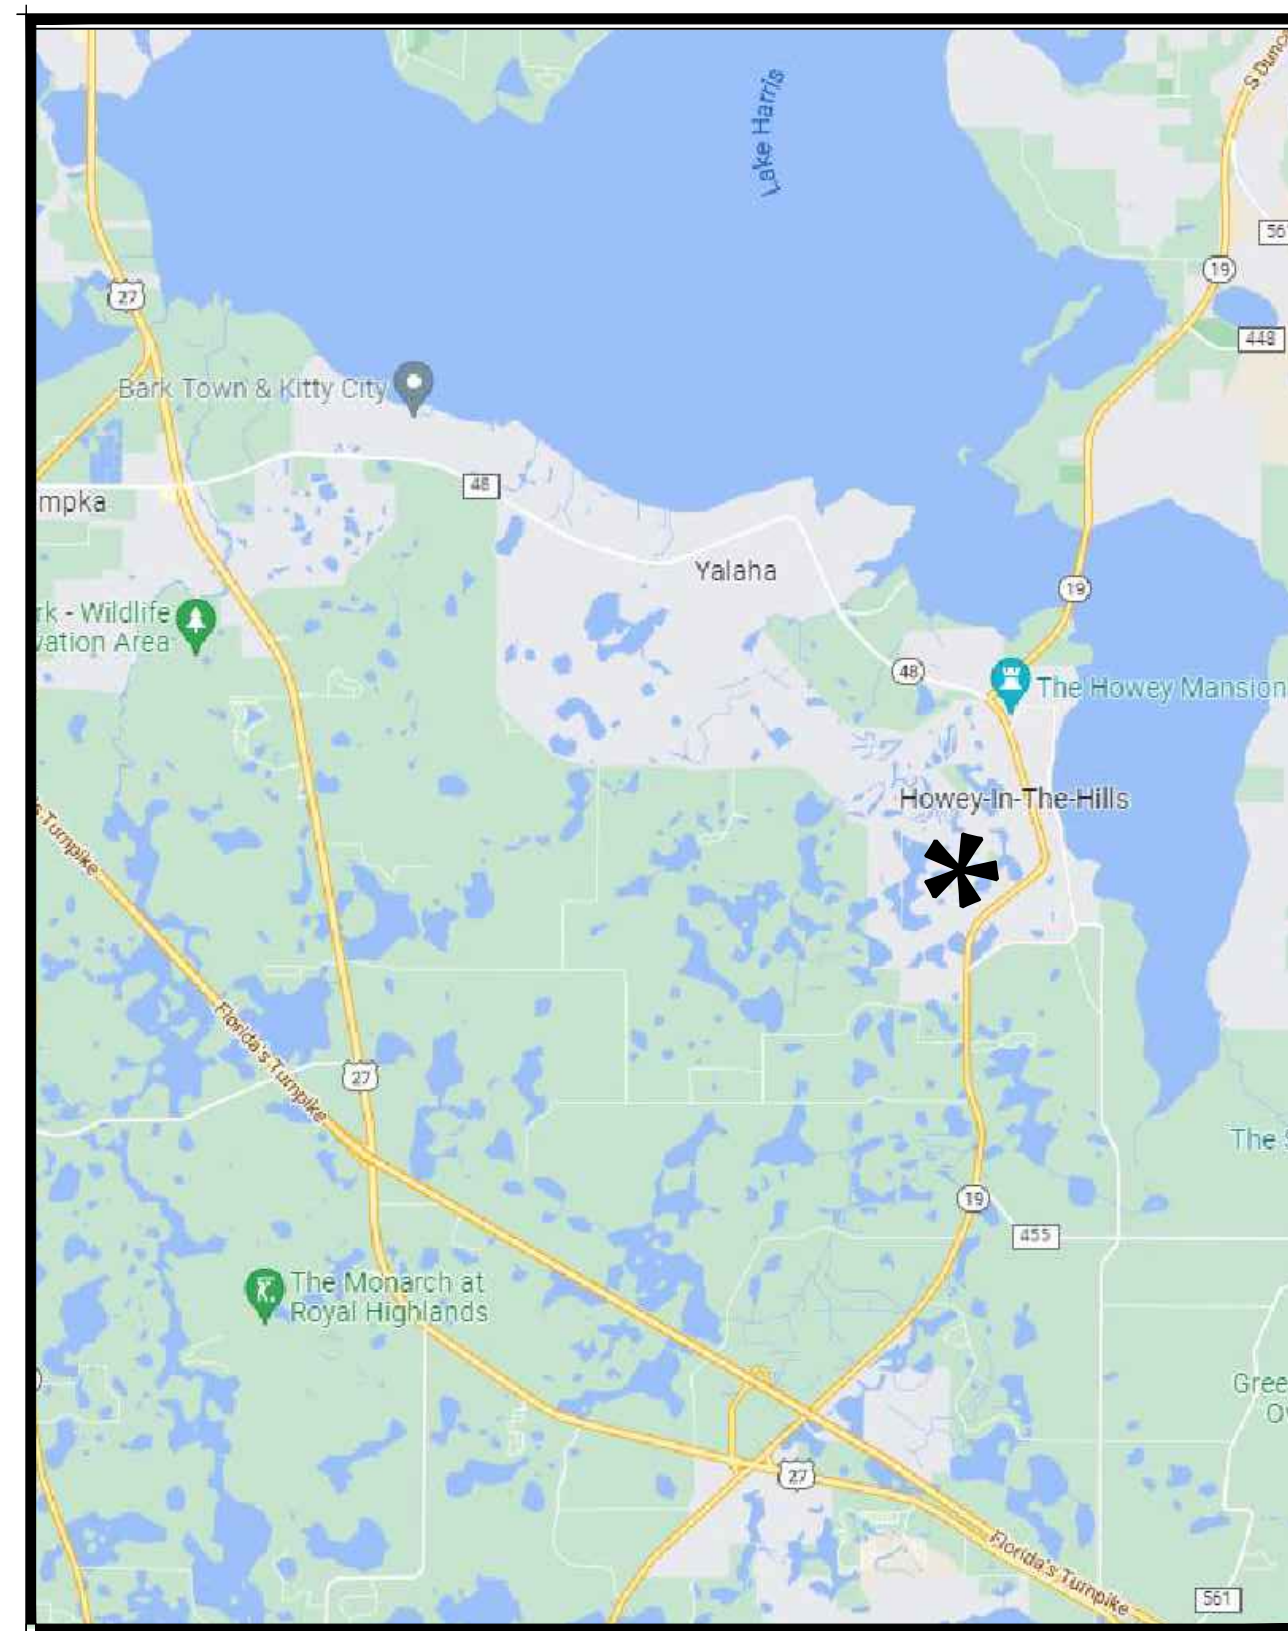 S Dunc
Lake Harris
561
19
27
448
Bark Town & Kitty City
48
mpka
Yalaha
19
rk - Wildlife
vation Area
48
The Howey Mansion
Howey-In-The-Hills
s Turnpike
Florida's Turnpike
27
The S
19
455
The Monarch at
Royal Highlands
Gree
O
27
Florida's Turnpike
561